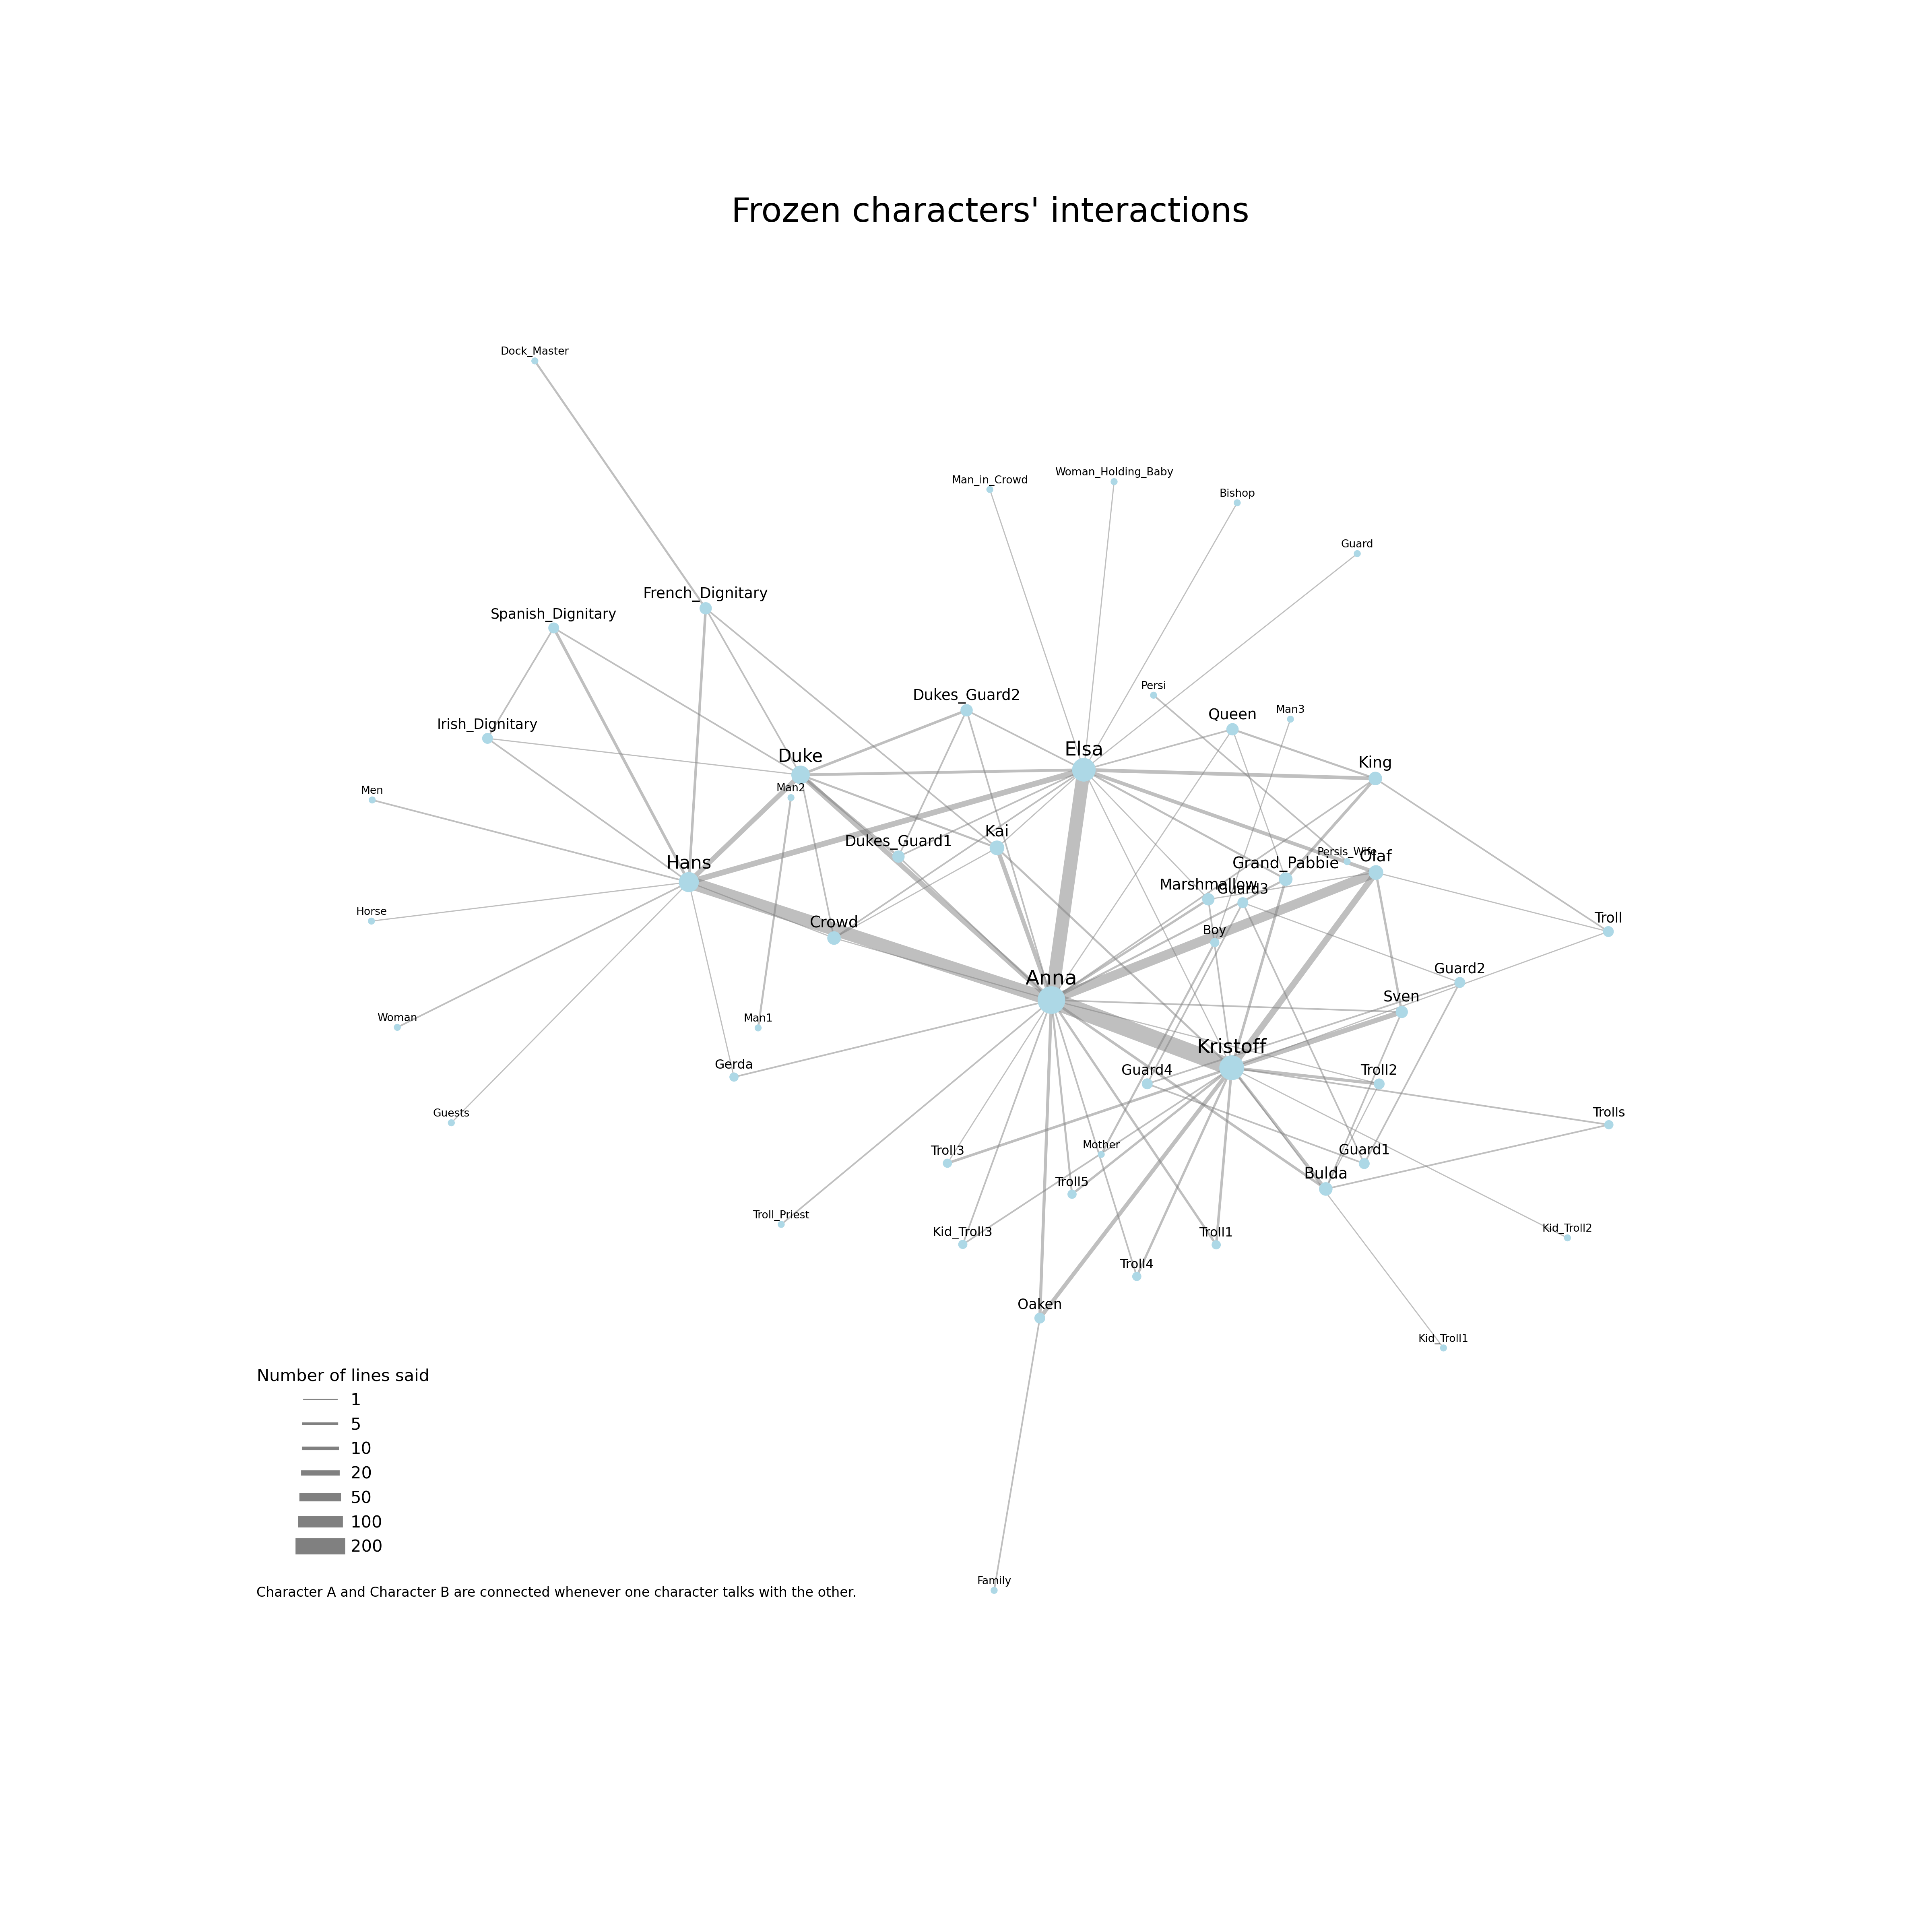 Frozen characters' interactions
Dock_Master
Man_in_Crowd
Woman_Holding_Baby
Bishop
Guard
French_Dignitary
Spanish_Dignitary
Dukes_Guard2
Persi
Queen
Man3
Irish_Dignitary
Duke
Elsa
King
Men
Man2
Dukes_Guard1
Kai
Persis_Wife
Olaf
Hans
Grand_Pabbie
Marshmallow
Guard3
Horse
Crowd
Boy
Troll
Anna
Guard2
Sven
Woman
Man1
Kristoff
Gerda
Guard4
Troll2
Guests
Trolls
Troll3
Mother
Guard1
Bulda
Troll5
Troll_Priest
Kid_Troll3
Troll1
Kid_Troll2
Troll4
Oaken
Kid_Troll1
Number of lines said
1
5
10
20
50
100
200
Family
Character A and Character B are connected whenever one character talks with the other.